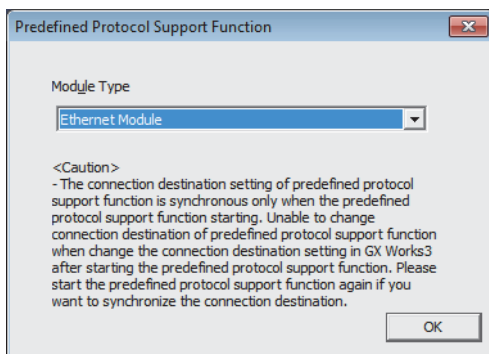 Predefined Protocol Support Function
Module Type
Ethernet Module
<Caution>
- The connection destination setting of predefined protocol
support function is synchronous only when the predefined
protocol support function starting. Unable to change
connection destination of predefined protocol support function
when change the connection destination setting in GX Works3
after starting the predefined protocol support function. Please
start the predefined protocol support function again if you
want to synchronize the connection destination.
OK